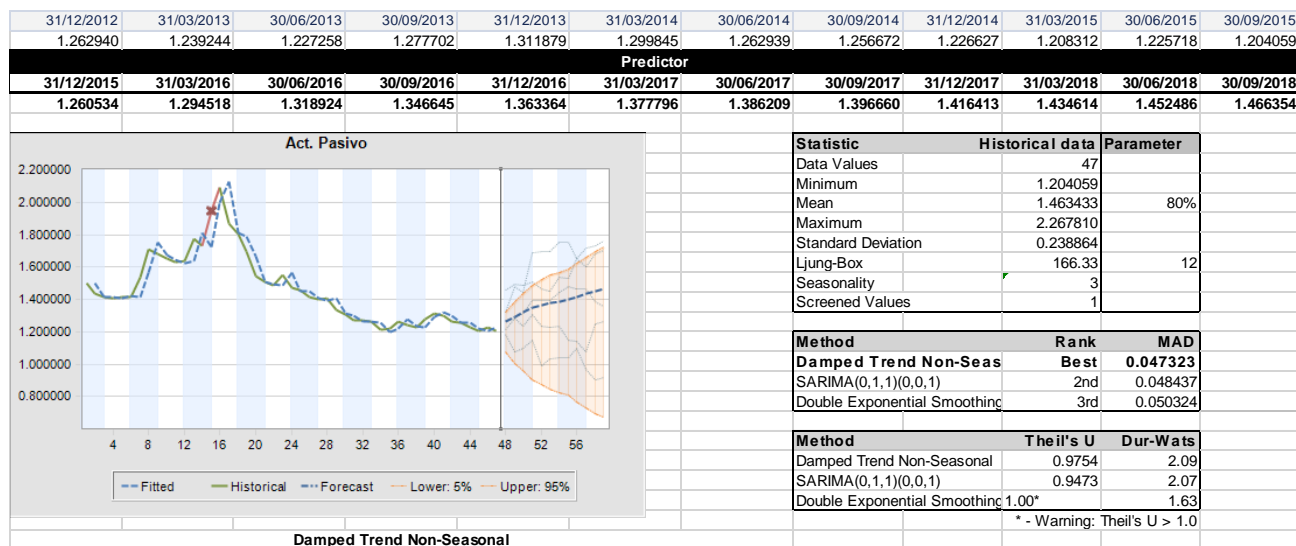 31/12/2012 31/03/2013 30/06/2013 30/09/2013 31/12/2013 31/03/2014 30/06/2014 30/09/2014 31/12/2014 31/03/2015 30/06/2015 30/09/2015
1.262940 1.239244 1.227258 1.277702 1.311879 1.299845 1.262939 1.256672 1.226627 1.208312 1.225718 1.204059
Predictor
31/12/2015 31/03/2016 30/06/2016 30/09/2016 31/12/2016 31/03/2017 30/06/2017 30/09/2017 31/12/2017 31/03/2018 30/06/2018 30/09/2018
1.260534 1.294518 1.318924 1.346645 1.363364 1.377796 1.386209 1.396660 1.416413 1.434614 1.452486 1.466354
Act. Pasivo
2.200000
2.000000
1.800000
1.600000
1.400000
1.200000
1.000000
0.800000
4 8 12 16 20 24 28 32 36 40 44 48 52 56
Fitted Historical Forecast Lower: 5% Upper: 95%
Damped Trend Non-Seasonal
Statistic Historical data Parameter
Data Values 47
Minimum 1.204059
Mean 1.463433 80%
Maximum 2.267810
Standard Deviation 0.238864
Ljung-Box 166.33 12
Seasonality 3
Screened Values 1
Method Rank MAD
Damped Trend Non-Seas Best 0.047323
SARIMA(0,1,1)(0,0,1) 2nd 0.048437
Double Exponential Smoothing 3rd 0.050324
Method Theil's U Dur-Wats
Damped Trend Non-Seasonal 0.9754 2.09
SARIMA(0,1,1)(0,0,1) 0.9473 2.07
Double Exponential Smoothing 1.00* 1.63
* - Warning: Theil's U > 1.0